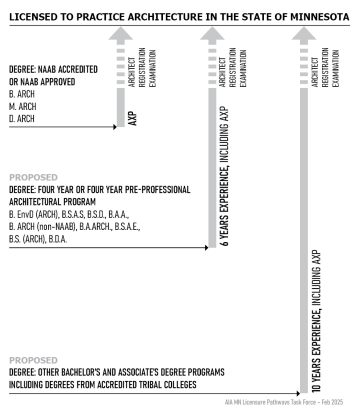 LICENSED TO PRACTICE ARCHITECTURE IN THE STATE OF MINNESOTA
DEGREE: NAAB ACCREDITED
OR NAAB APPROVED
B. ARCH
M. ARCH
D. ARCH
AXP
ARCHITECT
REGISTRATION
EXAMINATION
ARCHITECT
REGISTRATION
EXAMINATION
ARCHITECT
REGISTRATION
EXAMINATION
PROPOSED
DEGREE: FOUR YEAR OR FOUR YEAR PRE-PROFESSIONAL
ARCHITECTURAL PROGRAM
B. EnvD (ARCH), B.S.A.S, B.S.D., B.A.A.,
B. ARCH (non-NAAB), B.A.ARCH., B.S.A.E.,
B.S. (ARCH), B.D.A.
6 YEARS EXPERIENCE, INCLUDING AXP
PROPOSED
DEGREE: OTHER BACHELOR'S AND ASSOCIATE'S DEGREE PROGRAMS
INCLUDING DEGREES FROM ACCREDITED TRIBAL COLLEGES
10 YEARS EXPERIENCE, INCLUDING AXP
AIA MN Licensure Pathways Task Force – Feb 2025